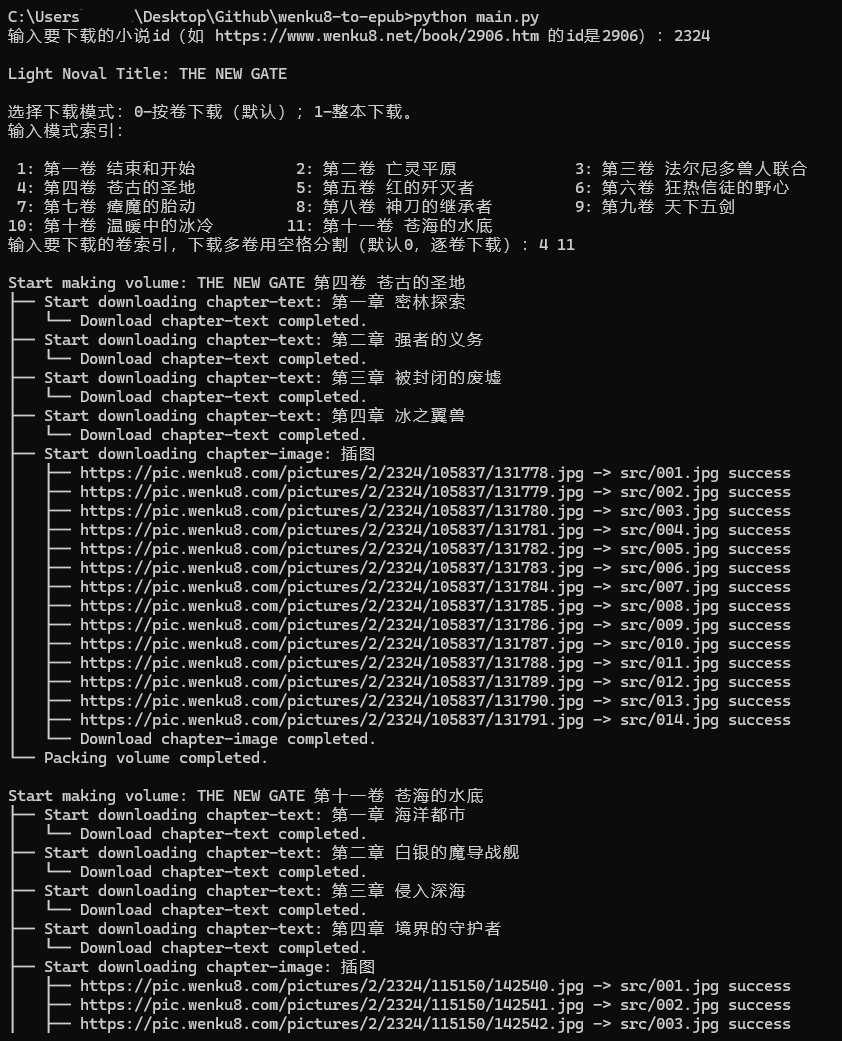 C:\Users \Desktop\Github\wenku8-to-epub>python main.py
输入要下载的小说id（如 https://www.wenku8.net/book/2906.htm 的id是2906）: 2324
Light Noval Title: THE NEW GATE
选择下载模式: 0-按卷下载（默认）; 1-整本下载。
输入模式索引:
1: 第一卷 结束和开始 2: 第二卷 亡灵平原 3: 第三卷 法尔尼多兽人联合
4: 第四卷 苍古的圣地 5: 第五卷 红的歼灭者 6: 第六卷 狂热信徒的野心
7: 第七卷 瘴魔的胎动 8: 第八卷 神刀的继承者 9: 第九卷 天下五剑
10: 第十卷 温暖中的冰冷 11: 第十一卷 苍海的水底
输入要下载的卷索引, 下载多卷用空格分割（默认0, 逐卷下载）: 4 11
Start making volume: THE NEW GATE 第四卷 苍古的圣地
├── Start downloading chapter-text: 第一章 密林探索
│   └── Download chapter-text completed.
├── Start downloading chapter-text: 第二章 强者的义务
│   └── Download chapter-text completed.
├── Start downloading chapter-text: 第三章 被封闭的废墟
│   └── Download chapter-text completed.
├── Start downloading chapter-text: 第四章 冰之翼兽
│   └── Download chapter-text completed.
├── Start downloading chapter-image: 插图
│   ├── https://pic.wenku8.com/pictures/2/2324/105837/131778.jpg -> src/001.jpg success
│   ├── https://pic.wenku8.com/pictures/2/2324/105837/131779.jpg -> src/002.jpg success
│   ├── https://pic.wenku8.com/pictures/2/2324/105837/131780.jpg -> src/003.jpg success
│   ├── https://pic.wenku8.com/pictures/2/2324/105837/131781.jpg -> src/004.jpg success
│   ├── https://pic.wenku8.com/pictures/2/2324/105837/131782.jpg -> src/005.jpg success
│   ├── https://pic.wenku8.com/pictures/2/2324/105837/131783.jpg -> src/006.jpg success
│   ├── https://pic.wenku8.com/pictures/2/2324/105837/131784.jpg -> src/007.jpg success
│   ├── https://pic.wenku8.com/pictures/2/2324/105837/131785.jpg -> src/008.jpg success
│   ├── https://pic.wenku8.com/pictures/2/2324/105837/131786.jpg -> src/009.jpg success
│   ├── https://pic.wenku8.com/pictures/2/2324/105837/131787.jpg -> src/010.jpg success
│   ├── https://pic.wenku8.com/pictures/2/2324/105837/131788.jpg -> src/011.jpg success
│   ├── https://pic.wenku8.com/pictures/2/2324/105837/131789.jpg -> src/012.jpg success
│   ├── https://pic.wenku8.com/pictures/2/2324/105837/131790.jpg -> src/013.jpg success
│   ├── https://pic.wenku8.com/pictures/2/2324/105837/131791.jpg -> src/014.jpg success
│   └── Download chapter-image completed.
└── Packing volume completed.
Start making volume: THE NEW GATE 第十一卷 苍海的水底
├── Start downloading chapter-text: 第一章 海洋都市
│   └── Download chapter-text completed.
├── Start downloading chapter-text: 第二章 白银的魔导战舰
│   └── Download chapter-text completed.
├── Start downloading chapter-text: 第三章 侵入深海
│   └── Download chapter-text completed.
├── Start downloading chapter-text: 第四章 境界的守护者
│   └── Download chapter-text completed.
├── Start downloading chapter-image: 插图
│   ├── https://pic.wenku8.com/pictures/2/2324/115150/142540.jpg -> src/001.jpg success
│   ├── https://pic.wenku8.com/pictures/2/2324/115150/142541.jpg -> src/002.jpg success
│   ├── https://pic.wenku8.com/pictures/2/2324/115150/142542.jpg -> src/003.jpg success